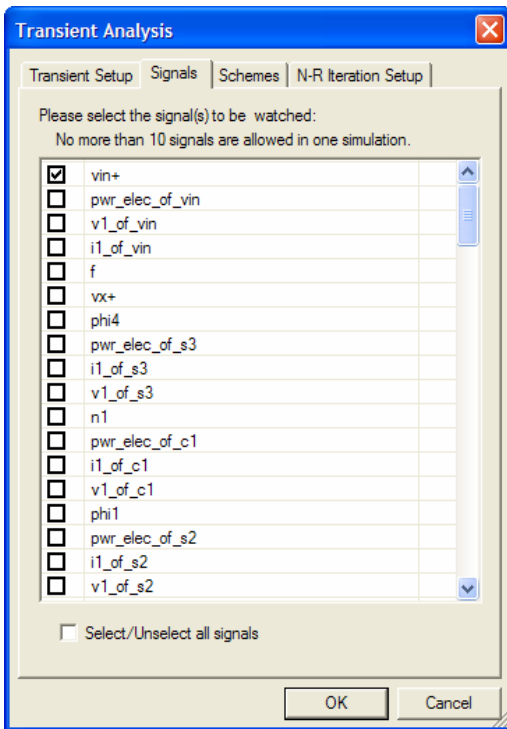 Transient Analysis
Transient Setup Signals Schemes N-R Iteration Setup
Please select the signal(s) to be watched:
No more than 10 signals are allowed in one simulation.
vin+
pwr_elec_of_vin
v1_of_vin
i1_of_vin
f
vx+
phi4
pwr_elec_of_s3
i1_of_s3
v1_of_s3
n1
pwr_elec_of_c1
i1_of_c1
v1_of_c1
phi1
pwr_elec_of_s2
i1_of_s2
v1_of_s2
Select/Unselect all signals
OK Cancel